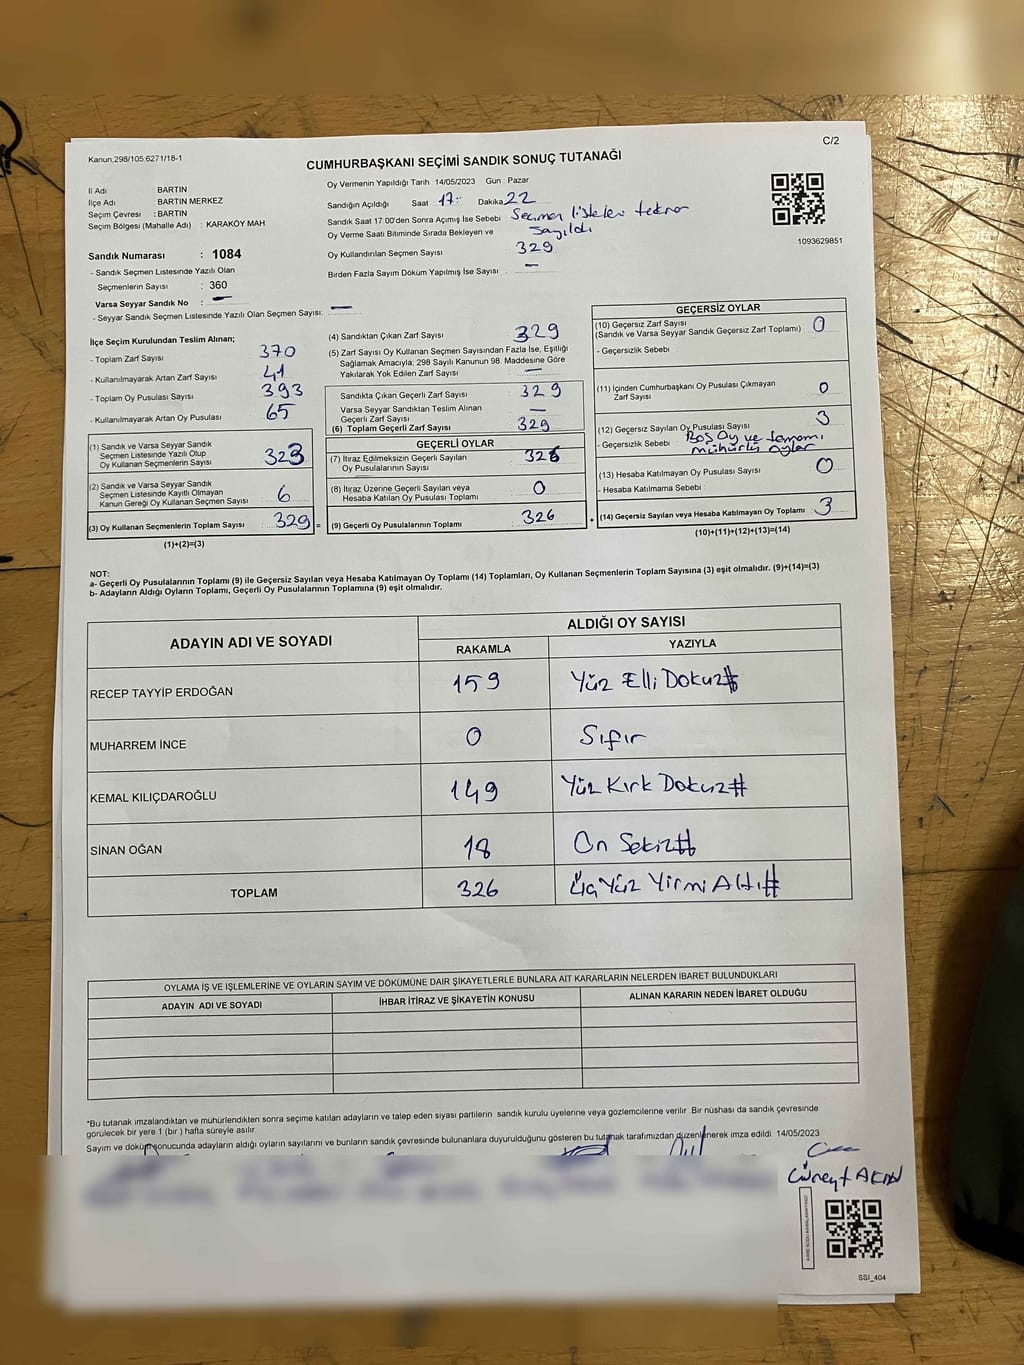 Kanun,298/105:6271/18-1
C/2
CUMHURBAŞKANI SEÇİMİ SANDIK SONUÇ TUTANAĞI
İl Adı BARTIN
İlçe Adı BARTIN MERKEZ
Seçim Çevresi : BARTIN
Seçim Bölgesi (Mahalle Adı) : KARAKÖY MAH
Sandık Numarası : 1084
- Sandık Seçmen Listesinde Yazılı Olan
Seçmenlerin Sayısı : 360
Varsa Seyyar Sandık No : —
- Seyyar Sandık Seçmen Listesinde Yazılı Olan Seçmen Sayısı: —
Oy Vermenin Yapıldığı Tarih 14/05/2023 Gün : Pazar
Sandığın Açıldığı Saat 17: Dakika 22
Sandık Saat 17:00'den Sonra Açımış İse Sebebi Seçmen listeleri tekrar
sayıldı
Oy Verme Saati Bitiminde Sırada Bekleyen ve
Oy Kullandırılan Seçmen Sayısı 329
Birden Fazla Sayım Döküm Yapılmış İse Sayısı : —
1093629851
İlçe Seçim Kurulundan Teslim Alınan;
- Toplam Zarf Sayısı 370
- Kullanılmayarak Artan Zarf Sayısı 41
- Toplam Oy Pusulası Sayısı 393
- Kullanılmayarak Artan Oy Pusulası 65
(1) Sandık ve Varsa Seyyar Sandık
Seçmen Listesinde Yazılı Olup
Oy Kullanan Seçmenlerin Sayısı 323
(2) Sandık ve Varsa Seyyar Sandık
Seçmen Listesinde Kayıtlı Olmayan
Kanun Gereği Oy Kullanan Seçmen Sayısı 6
(3) Oy Kullanan Seçmenlerin Toplam Sayısı 329 =
(1)+(2)=(3)
(4) Sandıktan Çıkan Zarf Sayısı 329
(5) Zarf Sayısı Oy Kullanan Seçmen Sayısından Fazla İse, Eşitliği
Sağlamak Amacıyla; 298 Sayılı Kanunun 98. Maddesine Göre
Yakılarak Yok Edilen Zarf Sayısı —
Sandıkta Çıkan Geçerli Zarf Sayısı 329
Varsa Seyyar Sandıktan Teslim Alınan
Geçerli Zarf Sayısı —
(6) Toplam Geçerli Zarf Sayısı 329
GEÇERLİ OYLAR
(7) İtiraz Edilmeksizin Geçerli Sayılan
Oy Pusulalarının Sayısı 326
(8) İtiraz Üzerine Geçerli Sayılan veya
Hesaba Katılan Oy Pusulası Toplamı 0
(9) Geçerli Oy Pusulalarının Toplamı 326 +
GEÇERSİZ OYLAR
(10) Geçersiz Zarf Sayısı
(Sandık ve Varsa Seyyar Sandık Geçersiz Zarf Toplamı) : 0
- Geçersizlik Sebebi :
(11) İçinden Cumhurbaşkanı Oy Pusulası Çıkmayan
Zarf Sayısı 0
(12) Geçersiz Sayılan Oy Pusulası Sayısı 3
- Geçersizlik Sebebi : Boş Oy ve tamamı
mühürlü oylar
(13) Hesaba Katılmayan Oy Pusulası Sayısı 0
- Hesaba Katılmama Sebebi :
(14) Geçersiz Sayılan veya Hesaba Katılmayan Oy Toplamı : 3
(10)+(11)+(12)+(13)=(14)
NOT:
a- Geçerli Oy Pusulalarının Toplamı (9) ile Geçersiz Sayılan veya Hesaba Katılmayan Oy Toplamı (14) Toplamları, Oy Kullanan Seçmenlerin Toplam Sayısına (3) eşit olmalıdır. (9)+(14)=(3)
b- Adayların Aldığı Oyların Toplamı, Geçerli Oy Pusulalarının Toplamına (9) eşit olmalıdır.
ADAYIN ADI VE SOYADI ALDIĞI OY SAYISI
RAKAMLA YAZIYLA
RECEP TAYYİP ERDOĞAN 159 Yüz Elli Dokuz#
MUHARREM İNCE 0 Sıfır
KEMAL KILIÇDAROĞLU 149 Yüz Kırk Dokuz#
SİNAN OĞAN 18 On Sekiz#
TOPLAM 326 Üç Yüz Yirmi Altı#
OYLAMA İŞ VE İŞLEMLERİNE VE OYLARIN SAYIM VE DÖKÜMÜNE DAİR ŞİKAYETLERLE BUNLARA AİT KARARLARIN NELERDEN İBARET BULUNDUKLARI
ADAYIN ADI VE SOYADI İHBAR İTİRAZ VE ŞİKAYETİN KONUSU ALINAN KARARIN NEDEN İBARET OLDUĞU
*Bu tutanak imzalandıktan ve mühürlendikten sonra seçime katılan adayların ve talep eden siyasi partilerin sandık kurulu üyelerine veya gözlemcilerine verilir. Bir nüshası da sandık çevresinde
görülecek bir yere 1 (bir ) hafta süreyle asılır.
Sayım ve döküm sonucunda adayların aldığı oyların sayılarını ve bunların sandık çevresinde bulunanlara duyurulduğunu gösteren bu tutanak tarafımızdan düzenlenerek imza edildi. 14/05/2023
Cüneyt AKIN
SSI_404